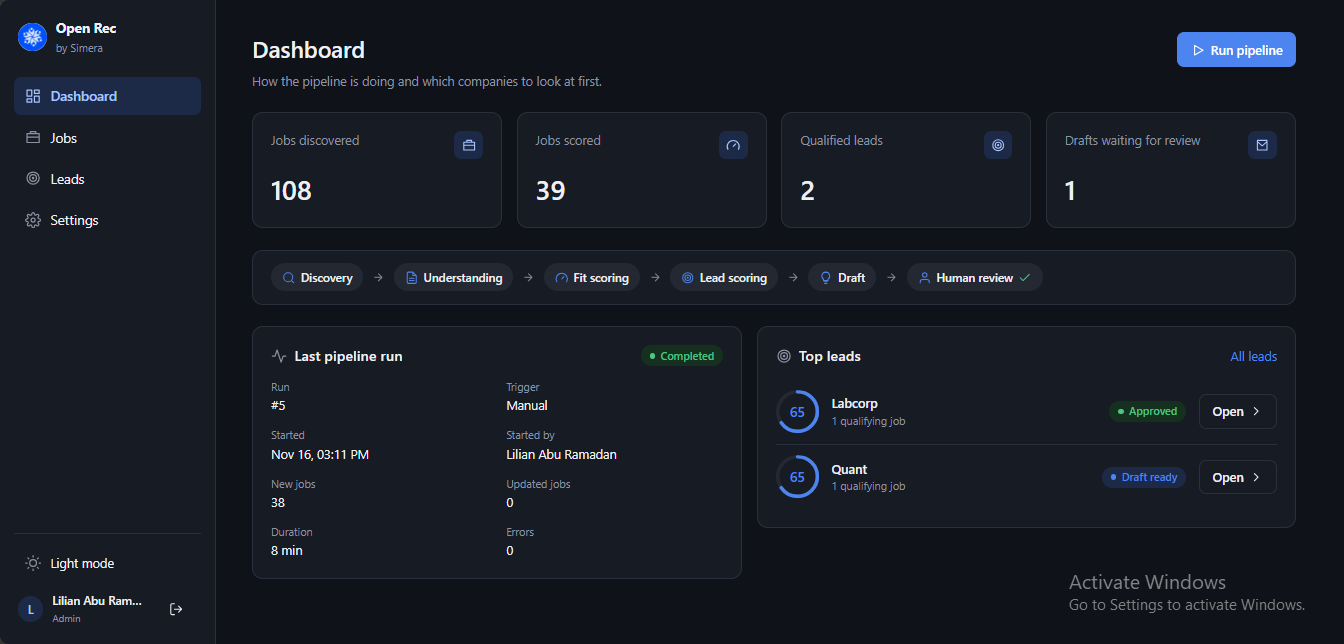 Open Rec
by Simera
Dashboard
Jobs
Leads
Settings
Light mode
L
Lilian Abu Ram...
Admin
Dashboard
How the pipeline is doing and which companies to look at first.
Run pipeline
Jobs discovered
108
Jobs scored
39
Qualified leads
2
Drafts waiting for review
1
Discovery → Understanding → Fit scoring → Lead scoring → Draft → Human review ✓
Last pipeline run
Completed
Run
#5
Trigger
Manual
Started
Nov 16, 03:11 PM
Started by
Lilian Abu Ramadan
New jobs
38
Updated jobs
0
Duration
8 min
Errors
0
Top leads
All leads
65
Labcorp
1 qualifying job
Approved
Open
65
Quant
1 qualifying job
Draft ready
Open
Activate Windows
Go to Settings to activate Windows.